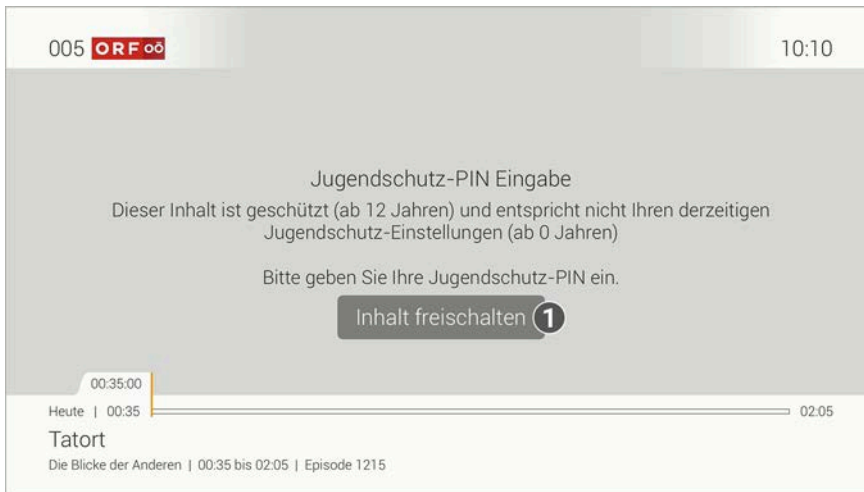 005 ORF oö
10:10
Jugendschutz-PIN Eingabe
Dieser Inhalt ist geschützt (ab 12 Jahren) und entspricht nicht Ihren derzeitigen
Jugendschutz-Einstellungen (ab 0 Jahren)
Bitte geben Sie Ihre Jugendschutz-PIN ein.
Inhalt freischalten 1
00:35:00
Heute | 00:35
02:05
Tatort
Die Blicke der Anderen | 00:35 bis 02:05 | Episode 1215